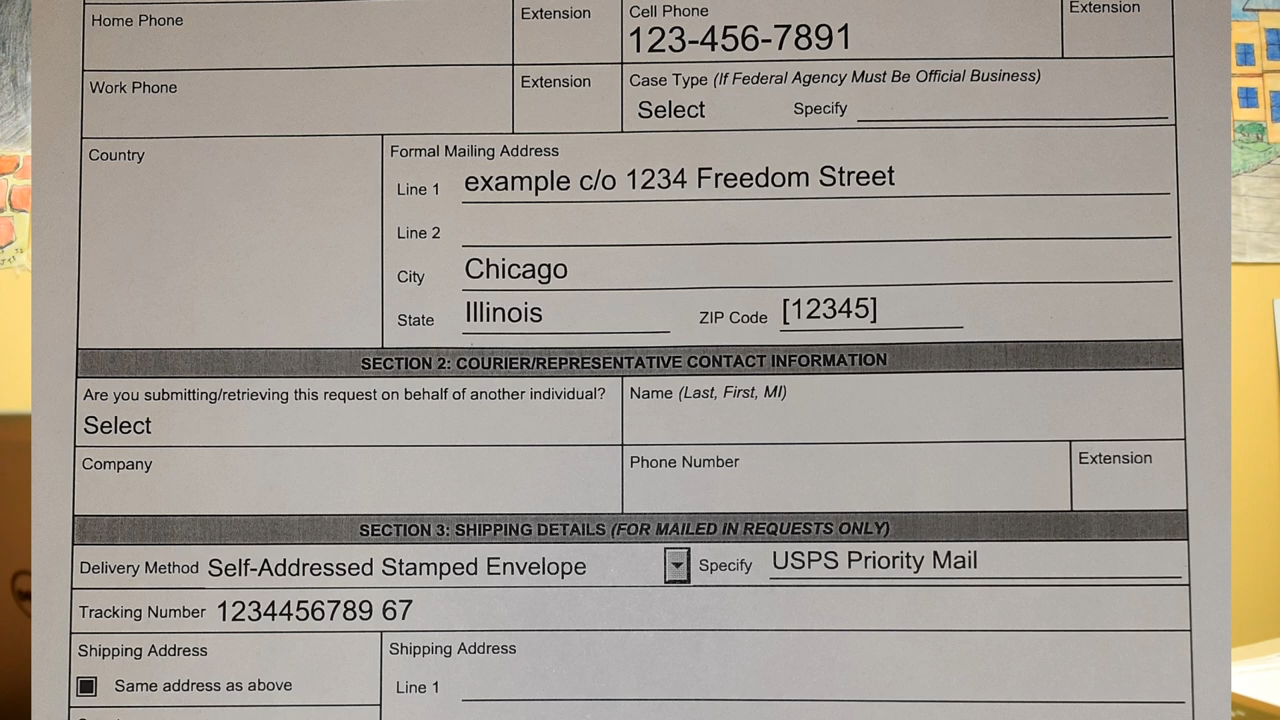 Home Phone
Extension
Cell Phone
123-456-7891
Extension
Work Phone
Extension
Case Type (If Federal Agency Must Be Official Business)
Select Specify
Country
Formal Mailing Address
Line 1 example c/o 1234 Freedom Street
Line 2
City Chicago
State Illinois ZIP Code [12345]
SECTION 2: COURIER/REPRESENTATIVE CONTACT INFORMATION
Are you submitting/retrieving this request on behalf of another individual?
Select
Name (Last, First, MI)
Company
Phone Number
Extension
SECTION 3: SHIPPING DETAILS (FOR MAILED IN REQUESTS ONLY)
Delivery Method Self-Addressed Stamped Envelope Specify USPS Priority Mail
Tracking Number 1234456789 67
Shipping Address
Same address as above
Shipping Address
Line 1